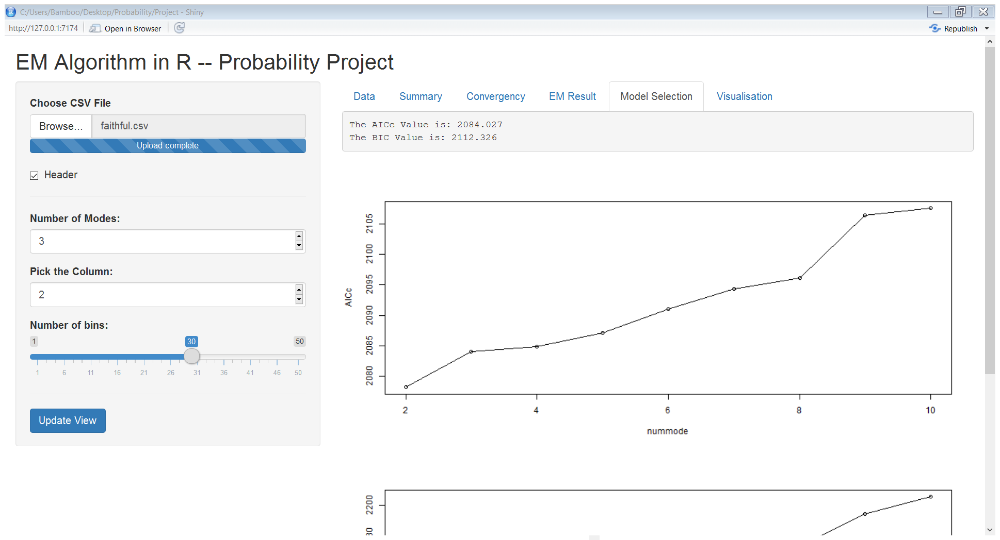 C:/Users/Bamboo/Desktop/Probability/Project - Shiny
http://127.0.0.1:7174 Open in Browser Republish
EM Algorithm in R -- Probability Project
Choose CSV File
Browse... faithful.csv
Upload complete
Header
Number of Modes:
3
Pick the Column:
2
Number of bins:
1 30 50
1 6 11 16 21 26 31 36 41 46 50
Update View
Data Summary Convergency EM Result Model Selection Visualisation
The AICc Value is: 2084.027
The BIC Value is: 2112.326
2105
2100
2095
2090
2085
2080
AICc
2 4 6 8 10
nummode
2200